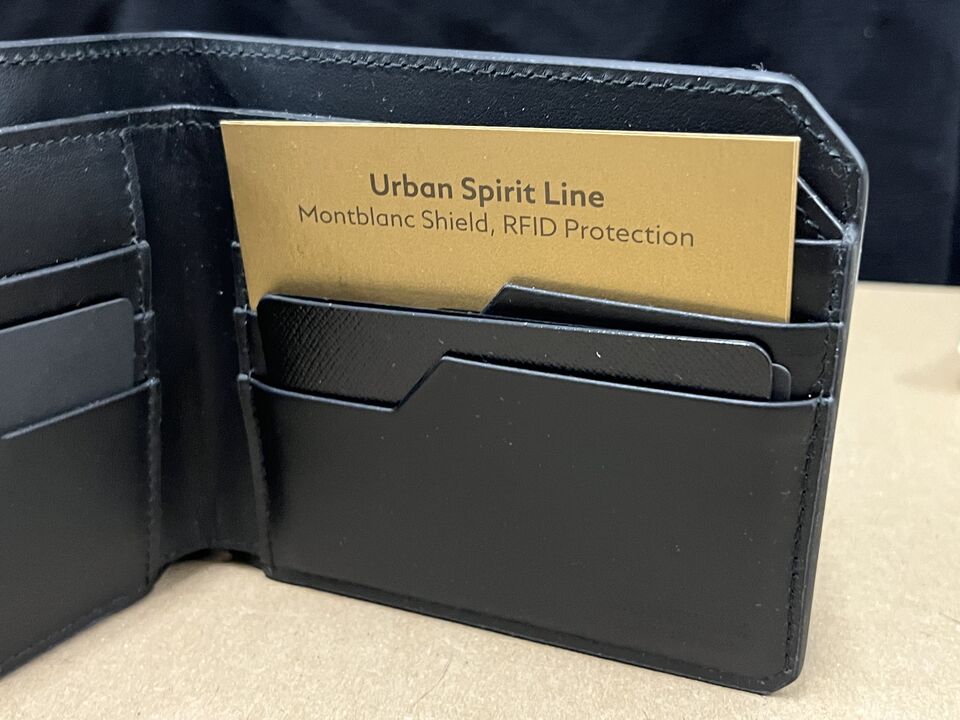 Urban Spirit Line
Montblanc Shield, RFID Protection